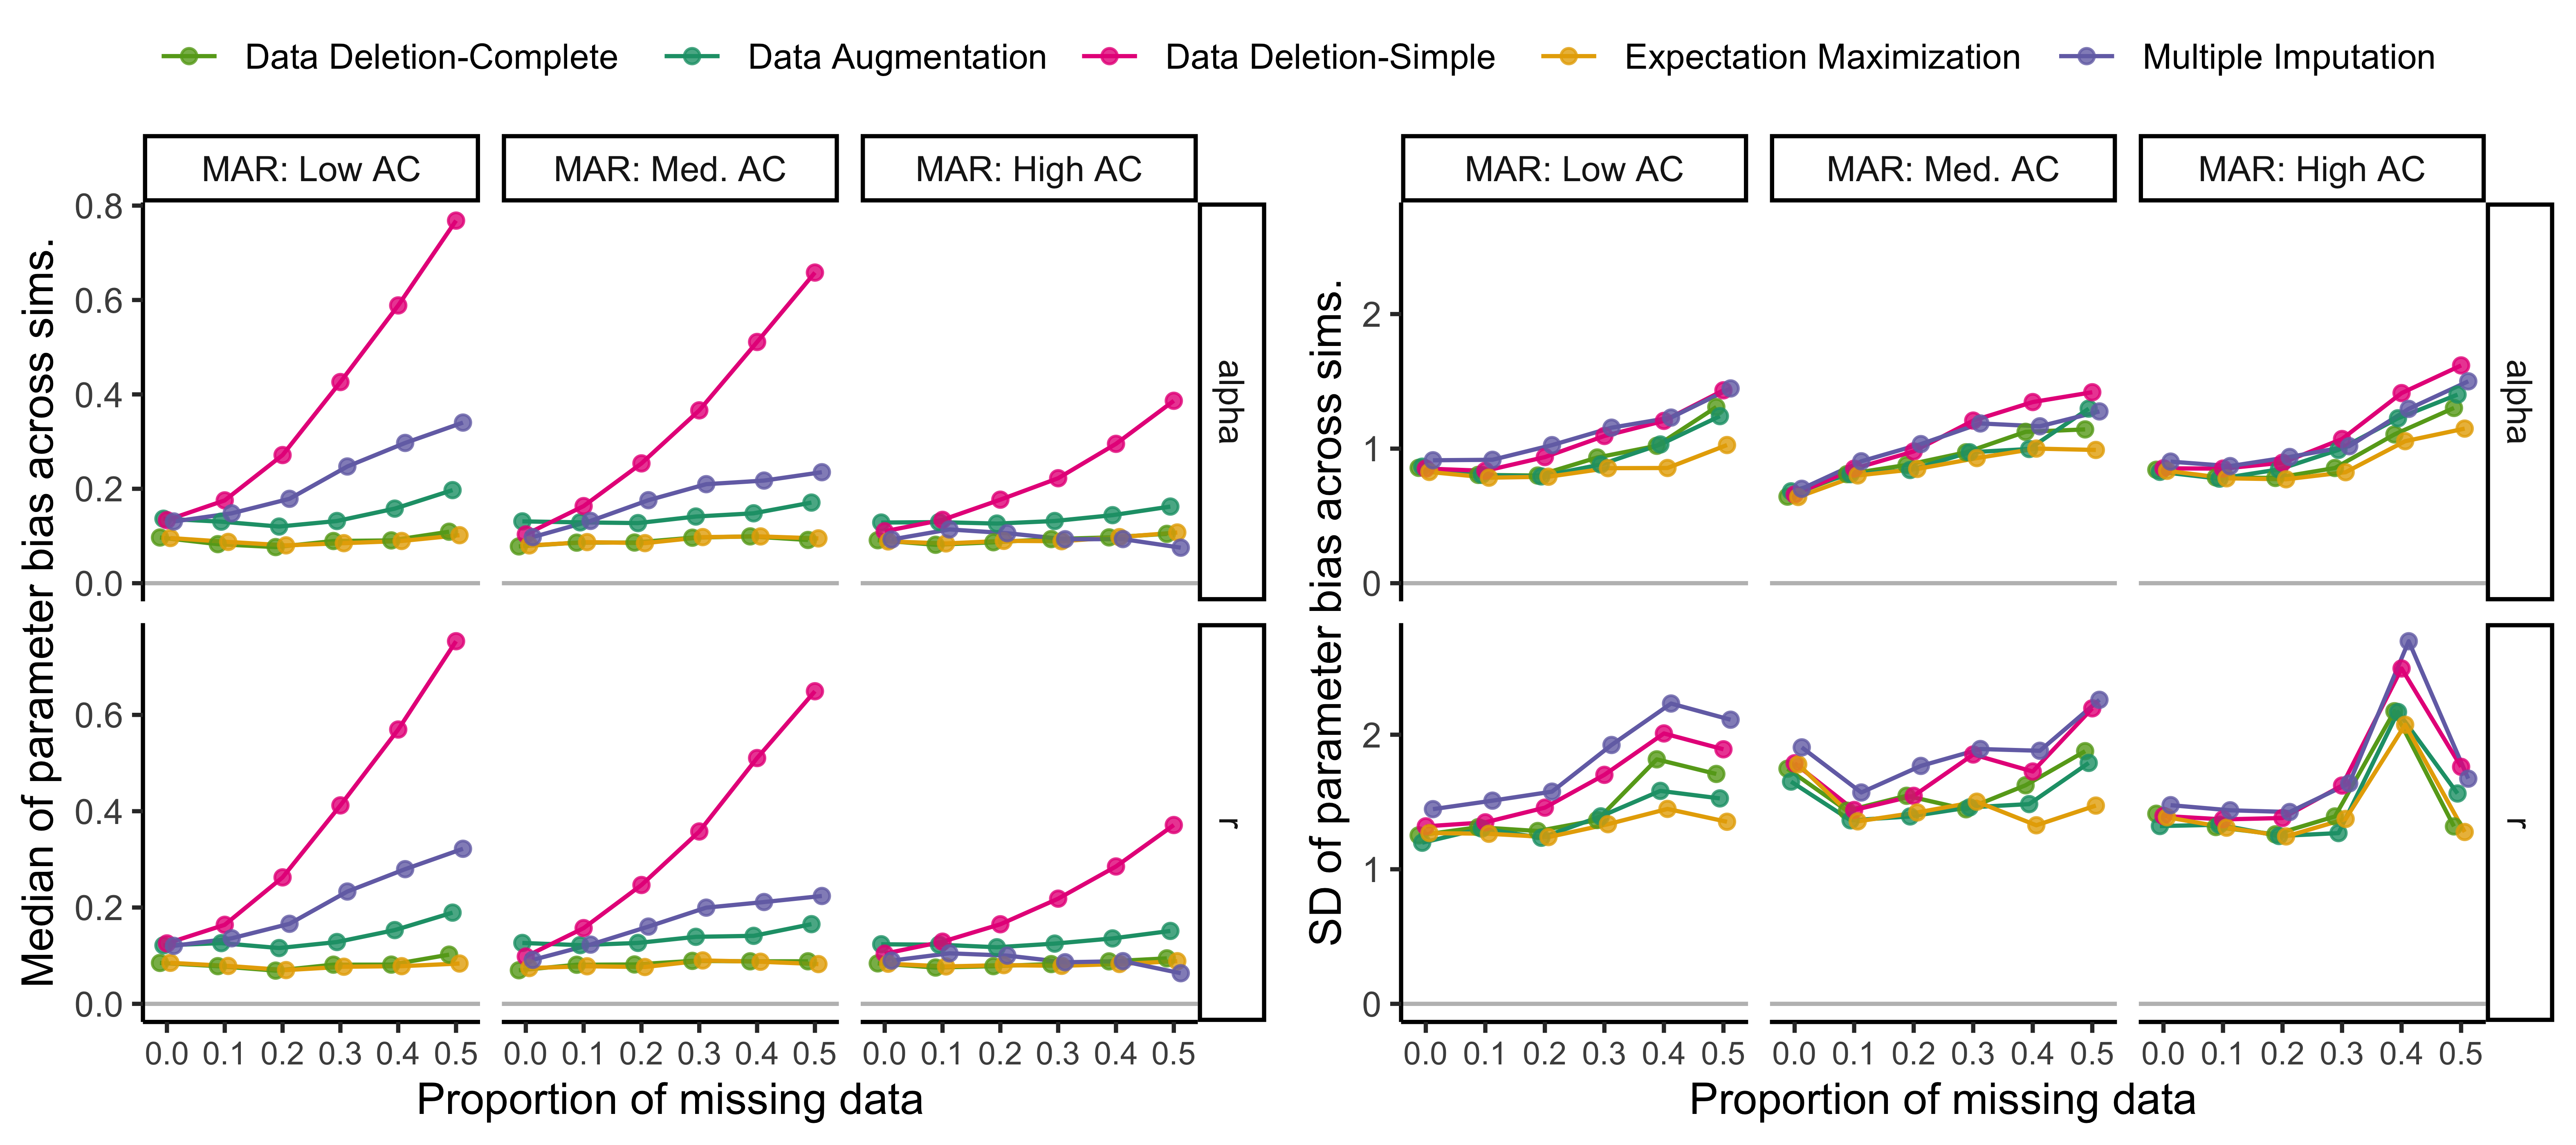 Data Deletion-Complete Data Augmentation Data Deletion-Simple Expectation Maximization Multiple Imputation
MAR: Low AC MAR: Med. AC MAR: High AC
Median of parameter bias across sims.
0.8
0.6
0.4
0.2
0.0
alpha
0.6
0.4
0.2
0.0
r
0.0 0.1 0.2 0.3 0.4 0.5 0.0 0.1 0.2 0.3 0.4 0.5 0.0 0.1 0.2 0.3 0.4 0.5
Proportion of missing data
MAR: Low AC MAR: Med. AC MAR: High AC
SD of parameter bias across sims.
2
1
0
alpha
2
1
0
r
0.0 0.1 0.2 0.3 0.4 0.5 0.0 0.1 0.2 0.3 0.4 0.5 0.0 0.1 0.2 0.3 0.4 0.5
Proportion of missing data